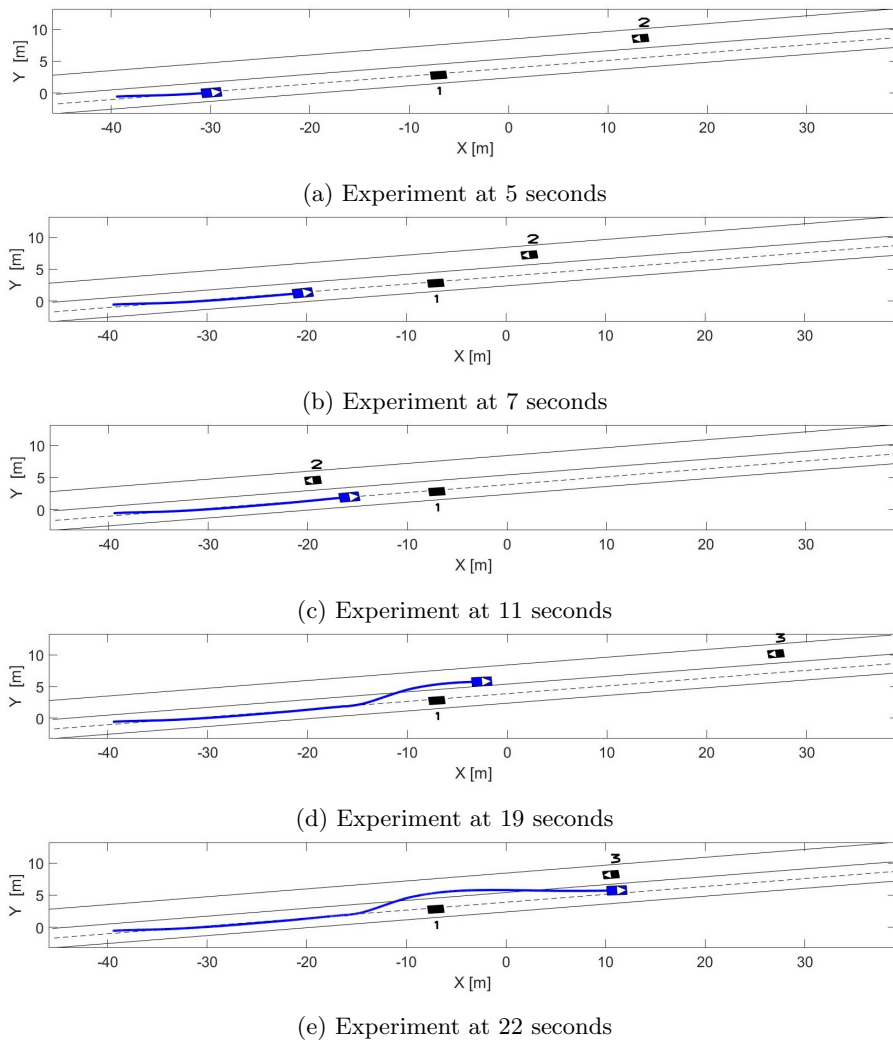 10
5
0
Y [m]
2
1
-40 -30 -20 -10 0 10 20 30
X [m]
(a) Experiment at 5 seconds
10
5
0
Y [m]
2
1
-40 -30 -20 -10 0 10 20 30
X [m]
(b) Experiment at 7 seconds
10
5
0
Y [m]
2
1
-40 -30 -20 -10 0 10 20 30
X [m]
(c) Experiment at 11 seconds
10
5
0
Y [m]
3
1
-40 -30 -20 -10 0 10 20 30
X [m]
(d) Experiment at 19 seconds
10
5
0
Y [m]
3
1
-40 -30 -20 -10 0 10 20 30
X [m]
(e) Experiment at 22 seconds